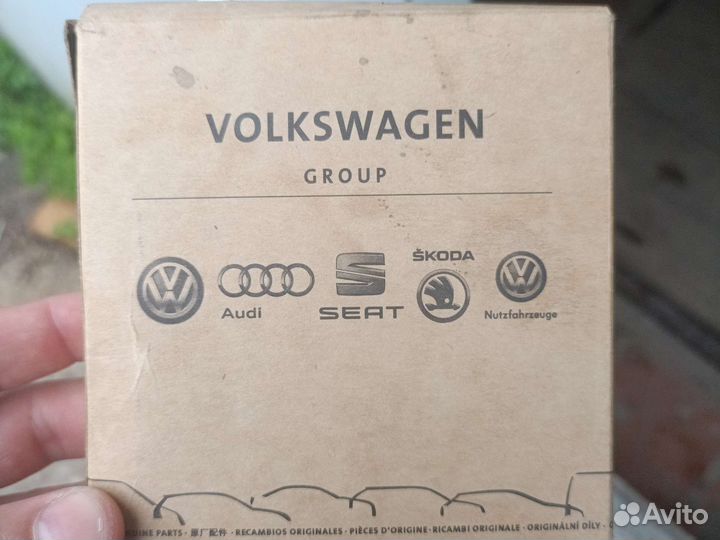 VOLKSWAGEN
GROUP
ŠKODA
Audi
SEAT
Nutzfahrzeuge
PARTS · 原厂配件 · RECAMBIOS ORIGINALES · PIÈCES D'ORIGINE · RICAMBI ORIGINALE · ORIGINÁLNÍ DÍLY ·
Avito